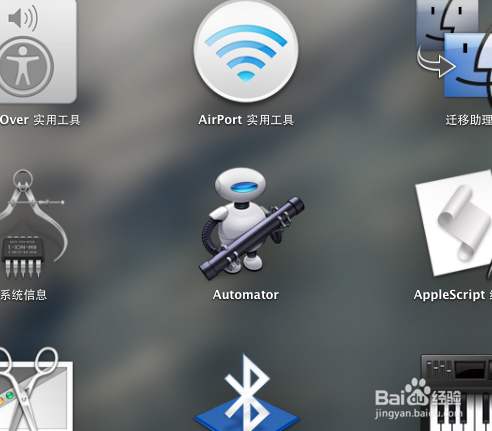 Over 实用工具
AirPort 实用工具
迁移助理
系统信息
Automator
AppleScript
Baidu 经验
jingyan.baidu.com